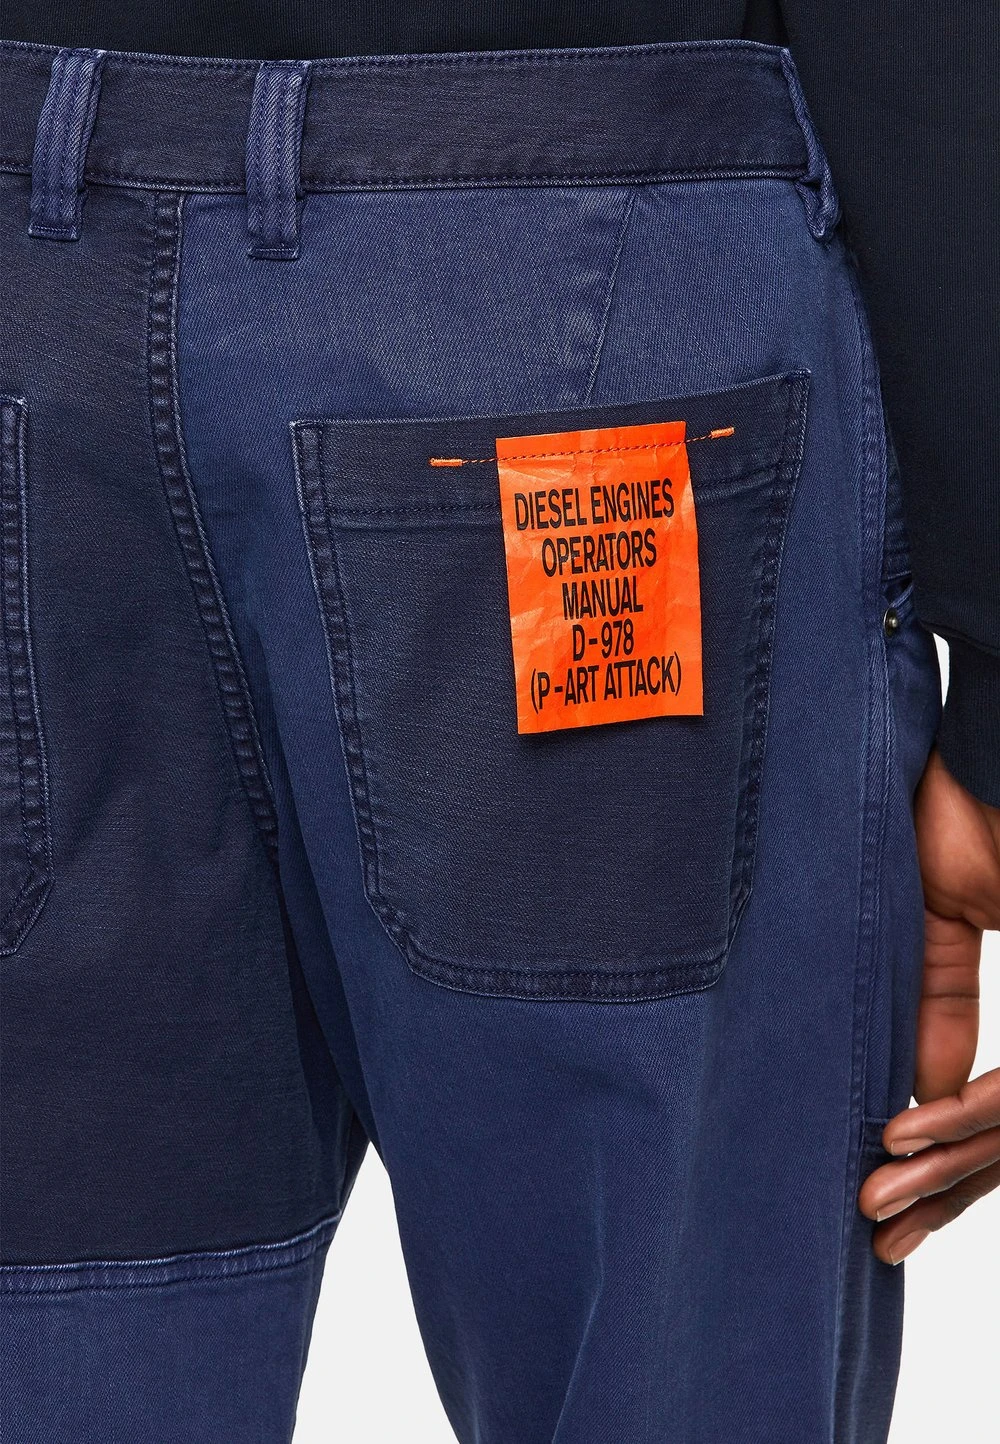 DIESEL ENGINES
OPERATORS
MANUAL
D-978
(P-ART ATTACK)